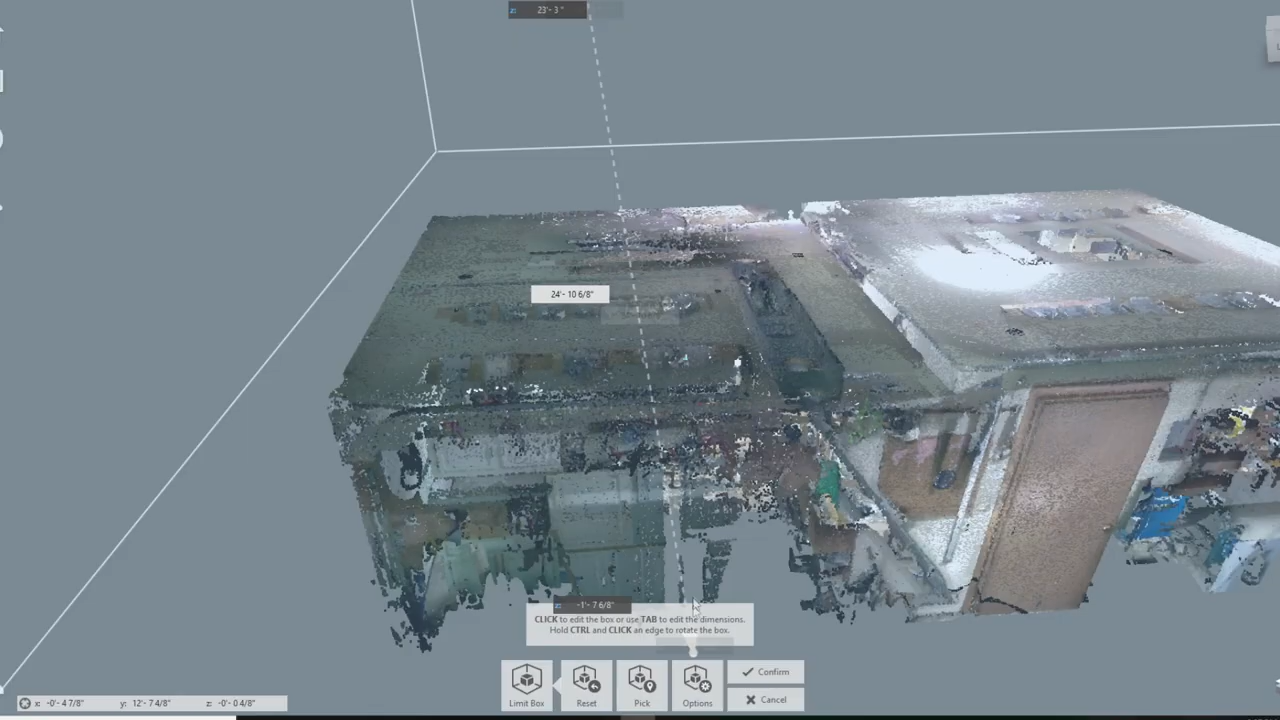 z: 23'- 3 "
24'- 10 6/8"
z: -1'- 7 6/8"
CLICK to edit the box or use TAB to edit the dimensions.
Hold CTRL and CLICK an edge to rotate the box.
Limit Box
Reset
Pick
Options
Confirm
Cancel
x: -0'- 4 7/8" y: 12'- 7 4/8" z: -0'- 0 4/8"